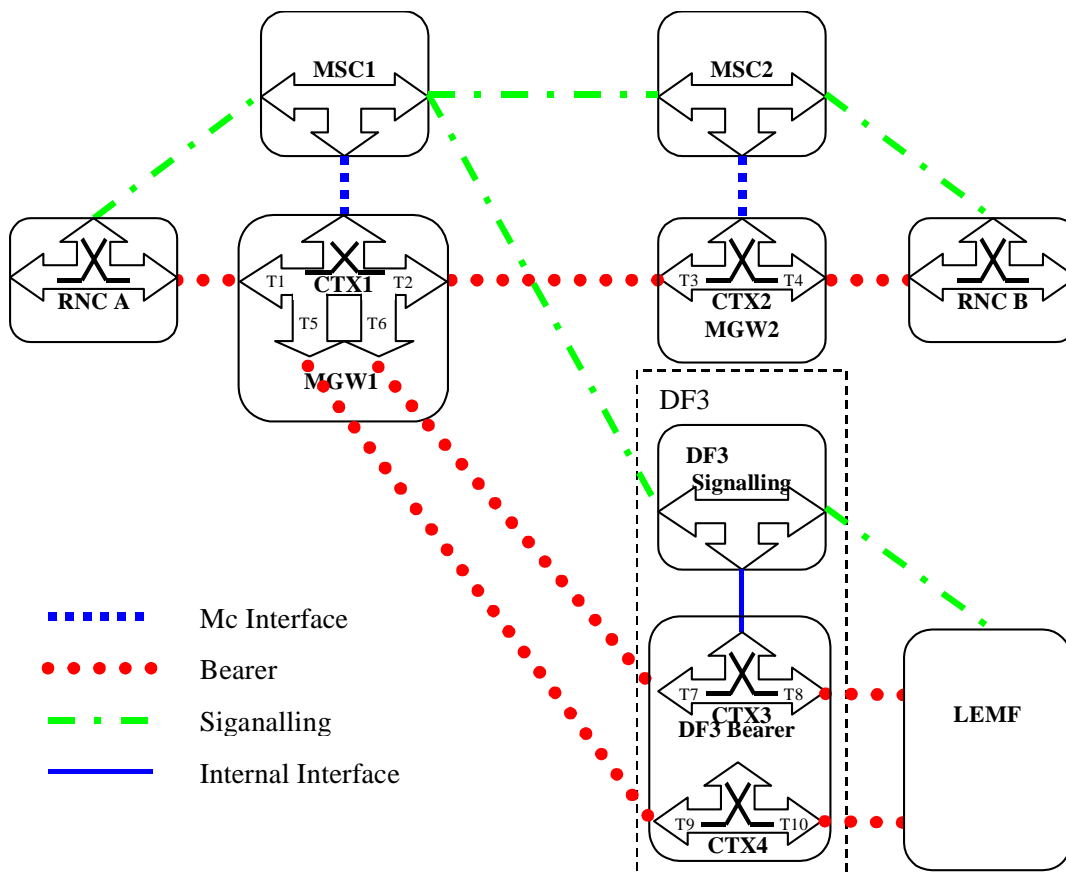 MSC1
MSC2
RNC A
T1
CTX1
T2
T5
T6
MGW1
T3
T4
CTX2
MGW2
RNC B
DF3
DF3
Signalling
Mc Interface
Bearer
Siganalling
Internal Interface
T7
T8
CTX3
DF3 Bearer
T9
T10
CTX4
LEMF